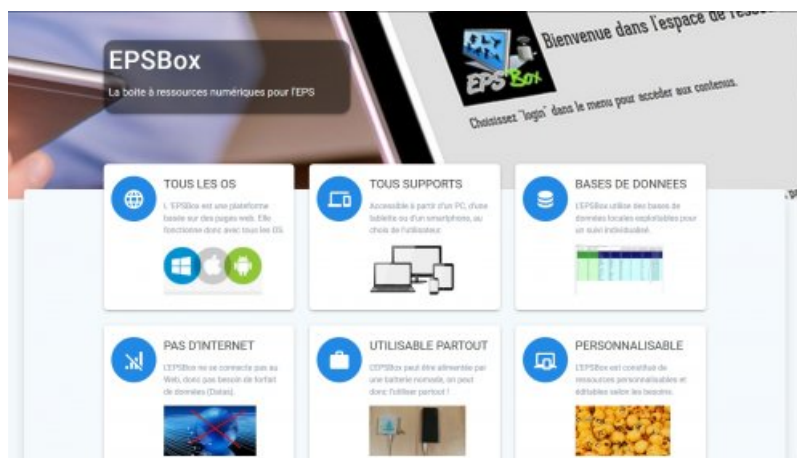 EPSBox
La boite à ressources numériques pour l'EPS
Bienvenue dans l'espace de
EPS Box
Choisissez "login" dans le menu pour accéder aux contenus.
TOUS LES OS
L 'EPSBox est une plateforme
basée sur des pages web. Elle
fonctionne donc avec tous les OS.
TOUS SUPPORTS
Accessible à partir d'un PC, d'une
tablette ou d'un smartphone, au
choix de l'utilisateur.
BASES DE DONNEES
L'EPSBox utilise des bases de
données locales exploitables pour
un suivi individualisé.
PAS D'INTERNET
L'EPSBox ne se connecte pas au
Web, donc pas besoin de forfait
de données (Datas).
UTILISABLE PARTOUT
L'EPSBox peut être alimentée par
une batterie nomade, on peut
donc l'utiliser partout !
PERSONNALISABLE
L'EPSBox est constitué de
ressources personnalisables et
éditables selon les besoins.